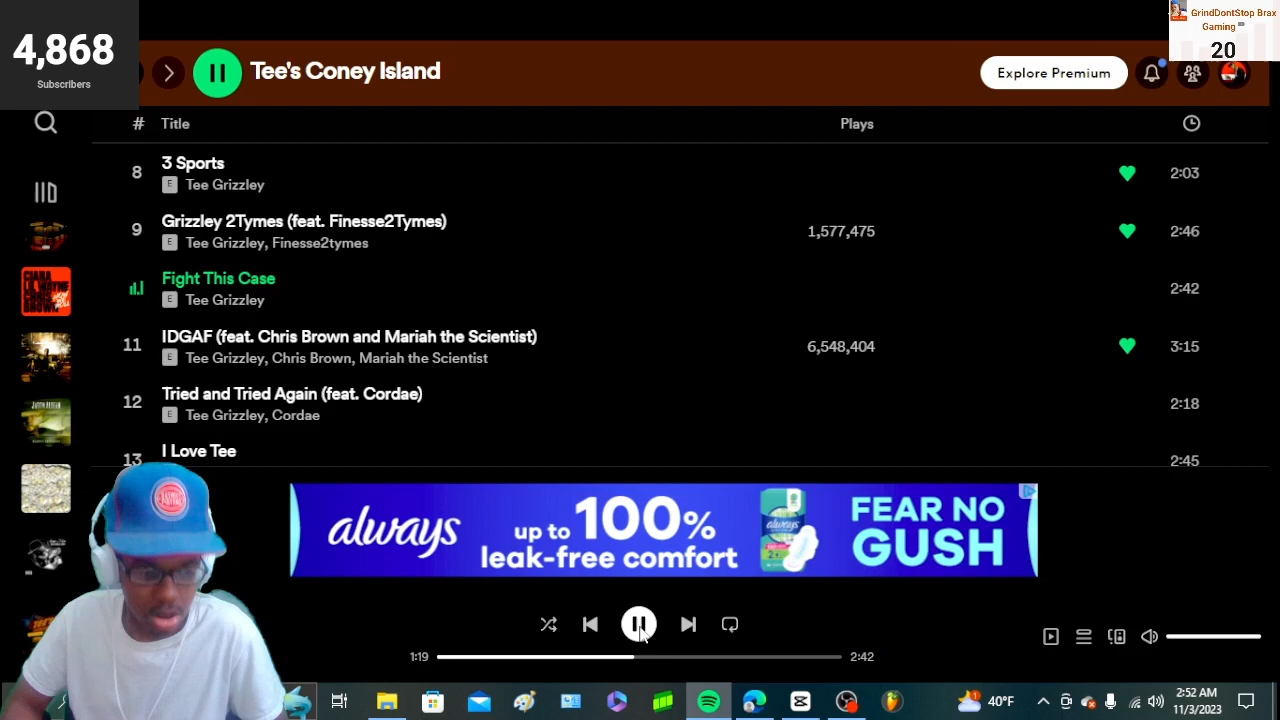 4,868
Subscribers
GrindDontStop Brax
Gaming
20
Tee's Coney Island
Explore Premium
# Title Plays
8 3 Sports 2:03
E Tee Grizzley
9 Grizzley 2Tymes (feat. Finesse2Tymes) 1,577,475 2:46
E Tee Grizzley, Finesse2tymes
Fight This Case 2:42
E Tee Grizzley
11 IDGAF (feat. Chris Brown and Mariah the Scientist) 6,548,404 3:15
E Tee Grizzley, Chris Brown, Mariah the Scientist
12 Tried and Tried Again (feat. Cordae) 2:18
E Tee Grizzley, Cordae
13 I Love Tee 2:45
always
up to 100%
leak-free comfort
always
FEAR NO
GUSH
1:19 2:42
40°F
2:52 AM
11/3/2023